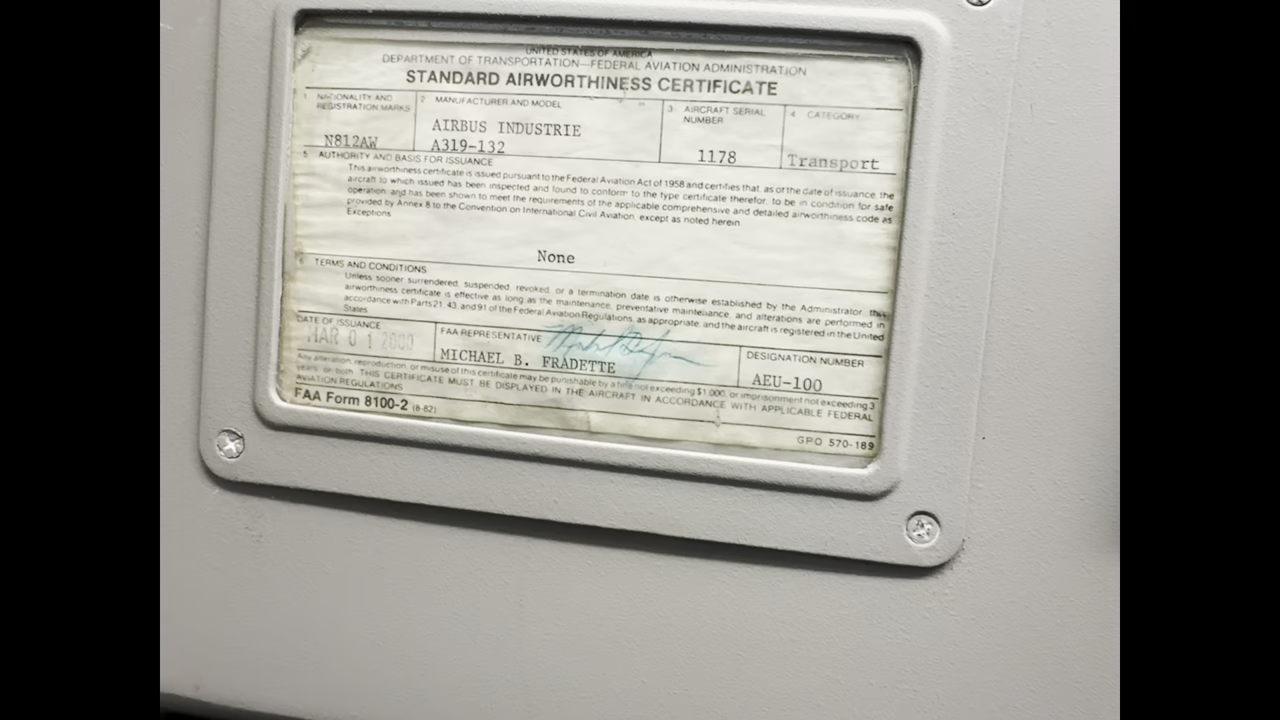 UNITED STATES OF AMERICA
DEPARTMENT OF TRANSPORTATION—FEDERAL AVIATION ADMINISTRATION
STANDARD AIRWORTHINESS CERTIFICATE
1 NATIONALITY AND REGISTRATION MARKS
N812AW
2 MANUFACTURER AND MODEL
AIRBUS INDUSTRIE
A319-132
3 AIRCRAFT SERIAL NUMBER
1178
4 CATEGORY
Transport
5 AUTHORITY AND BASIS FOR ISSUANCE
This airworthiness certificate is issued pursuant to the Federal Aviation Act of 1958 and certifies that, as of the date of issuance, the
aircraft to which issued has been inspected and found to conform to the type certificate therefor, to be in condition for safe
operation, and has been shown to meet the requirements of the applicable comprehensive and detailed airworthiness code as
provided by Annex 8 to the Convention on International Civil Aviation, except as noted herein
Exceptions
None
6 TERMS AND CONDITIONS
Unless sooner surrendered, suspended, revoked, or a termination date is otherwise established by the Administrator, this
airworthiness certificate is effective as long as the maintenance, preventative maintenance, and alterations are performed in
accordance with Parts 21, 43, and 91 of the Federal Aviation Regulations, as appropriate, and the aircraft is registered in the United
States
DATE OF ISSUANCE
MAR 01 2000
FAA REPRESENTATIVE
MICHAEL B. FRADETTE
DESIGNATION NUMBER
AEU-100
Any alteration, reproduction, or misuse of this certificate may be punishable by a fine not exceeding $1,000, or imprisonment not exceeding 3
years, or both. THIS CERTIFICATE MUST BE DISPLAYED IN THE AIRCRAFT IN ACCORDANCE WITH APPLICABLE FEDERAL
AVIATION REGULATIONS
FAA Form 8100-2 (8-82)
GPO 570-189